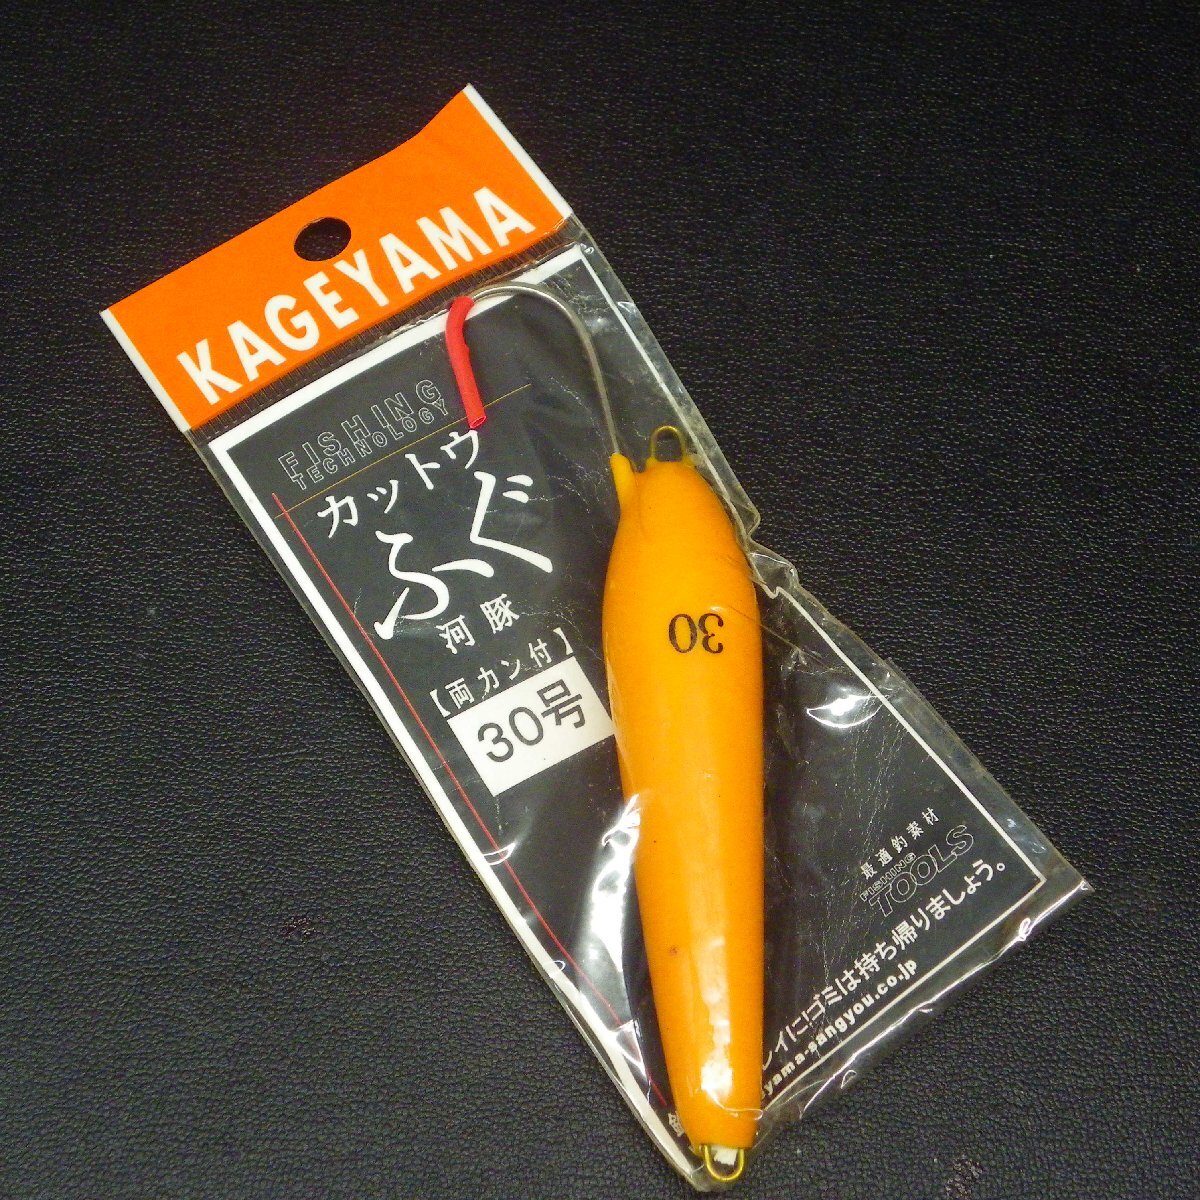 KAGEYAMA
FISHING
TECHNOLOGY
カットウ
ふぐ
河豚
【両カン付】
30号
30
最適釣素材
FISHING
TOOLS
イにゴミは持ち帰りましょう。
yama-sangyou.co.jp